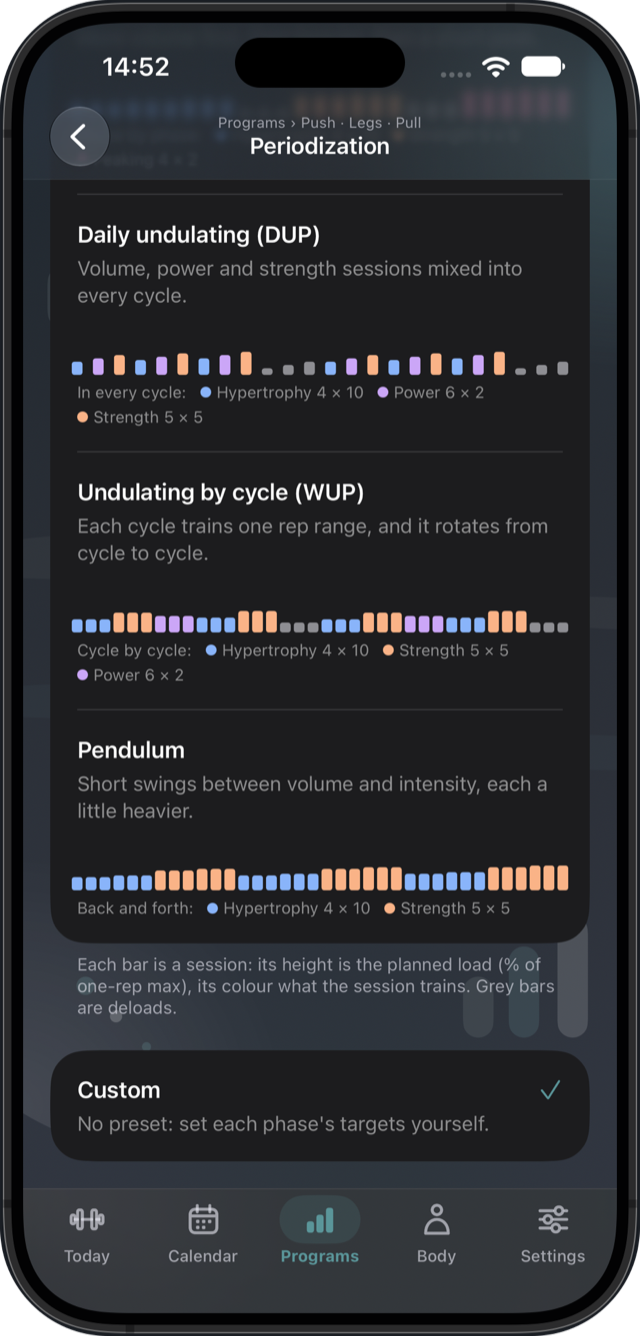 14:52
Programs › Push · Legs · Pull
Periodization
Daily undulating (DUP)
Volume, power and strength sessions mixed into
every cycle.
In every cycle: Hypertrophy 4 × 10 Power 6 × 2
Strength 5 × 5
Undulating by cycle (WUP)
Each cycle trains one rep range, and it rotates from
cycle to cycle.
Cycle by cycle: Hypertrophy 4 × 10 Strength 5 × 5
Power 6 × 2
Pendulum
Short swings between volume and intensity, each a
little heavier.
Back and forth: Hypertrophy 4 × 10 Strength 5 × 5
Each bar is a session: its height is the planned load (% of
one-rep max), its colour what the session trains. Grey bars
are deloads.
Custom
No preset: set each phase's targets yourself.
Today Calendar Programs Body Settings